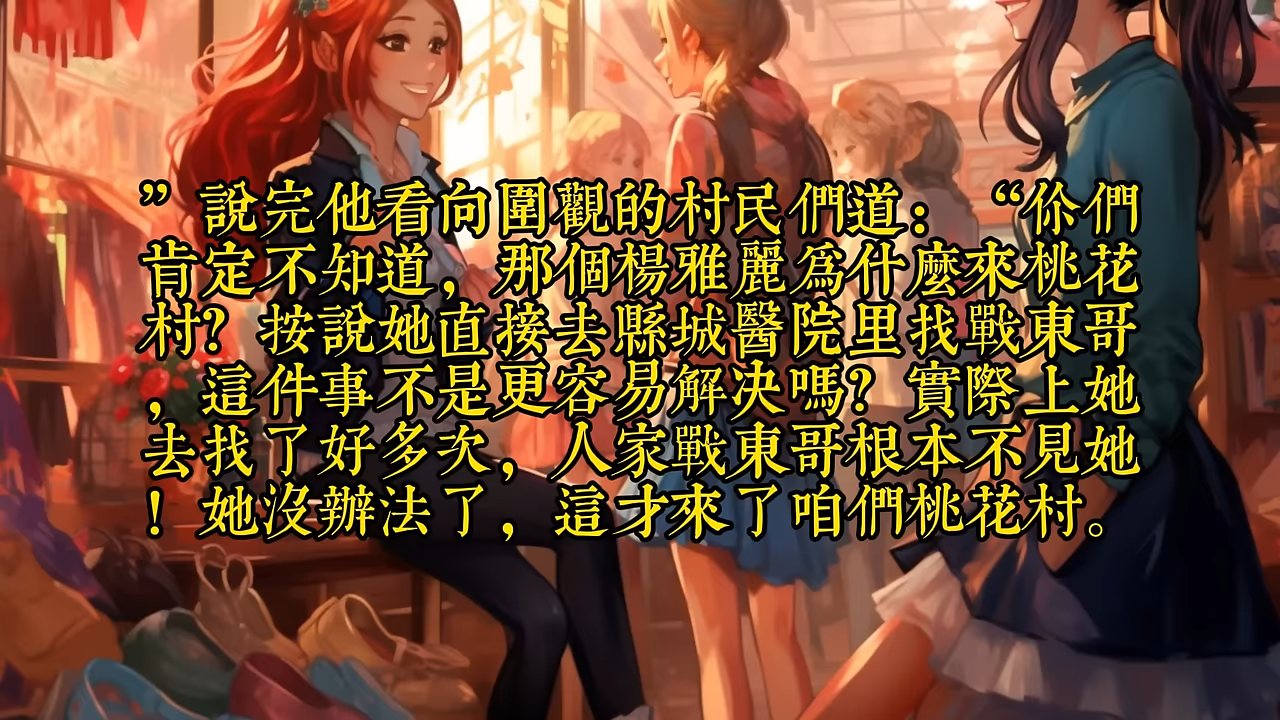 ”說完他看向圍觀的村民們道：“伱們
肯定不知道，那個楊雅麗爲什麼來桃花
村？按說她直接去縣城醫院里找戰東哥
，這件事不是更容易解决嗎？實際上她
去找了好多次，人家戰東哥根本不見她
！她沒辦法了，這才來了咱們桃花村。